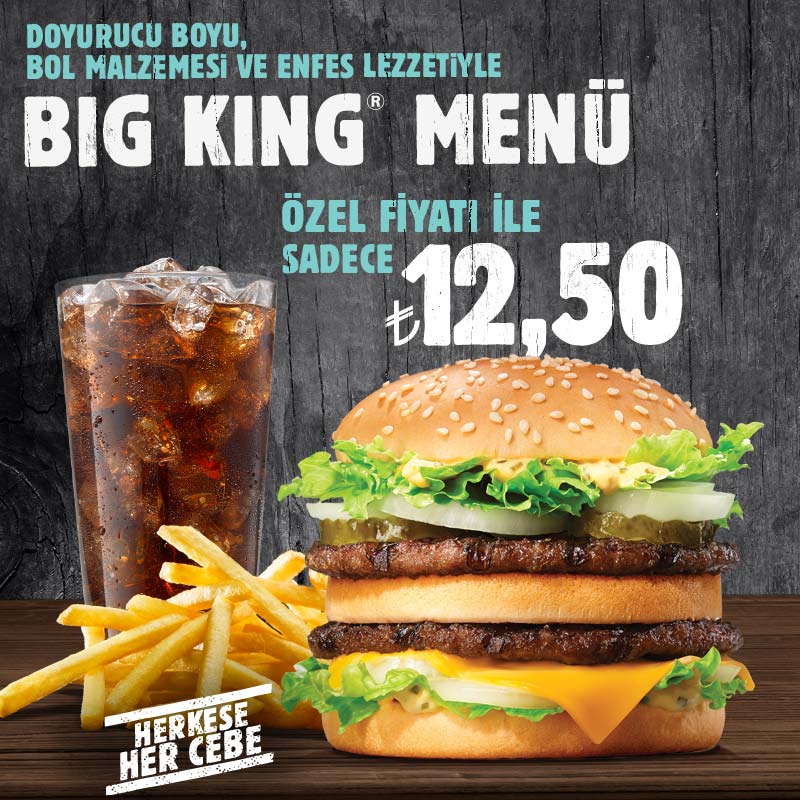 DOYURUCU BOYU,
BOL MALZEMESİ VE ENFES LEZZETİYLE
BIG KING® MENÜ
ÖZEL FİYATI İLE
SADECE ₺12,50
HERKESE
HER CEBE